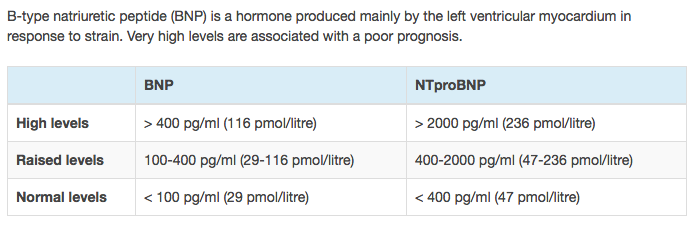 B-type natriuretic peptide (BNP) is a hormone produced mainly by the left ventricular myocardium in
response to strain. Very high levels are associated with a poor prognosis.
BNP NTproBNP
High levels > 400 pg/ml (116 pmol/litre) > 2000 pg/ml (236 pmol/litre)
Raised levels 100-400 pg/ml (29-116 pmol/litre) 400-2000 pg/ml (47-236 pmol/litre)
Normal levels < 100 pg/ml (29 pmol/litre) < 400 pg/ml (47 pmol/litre)